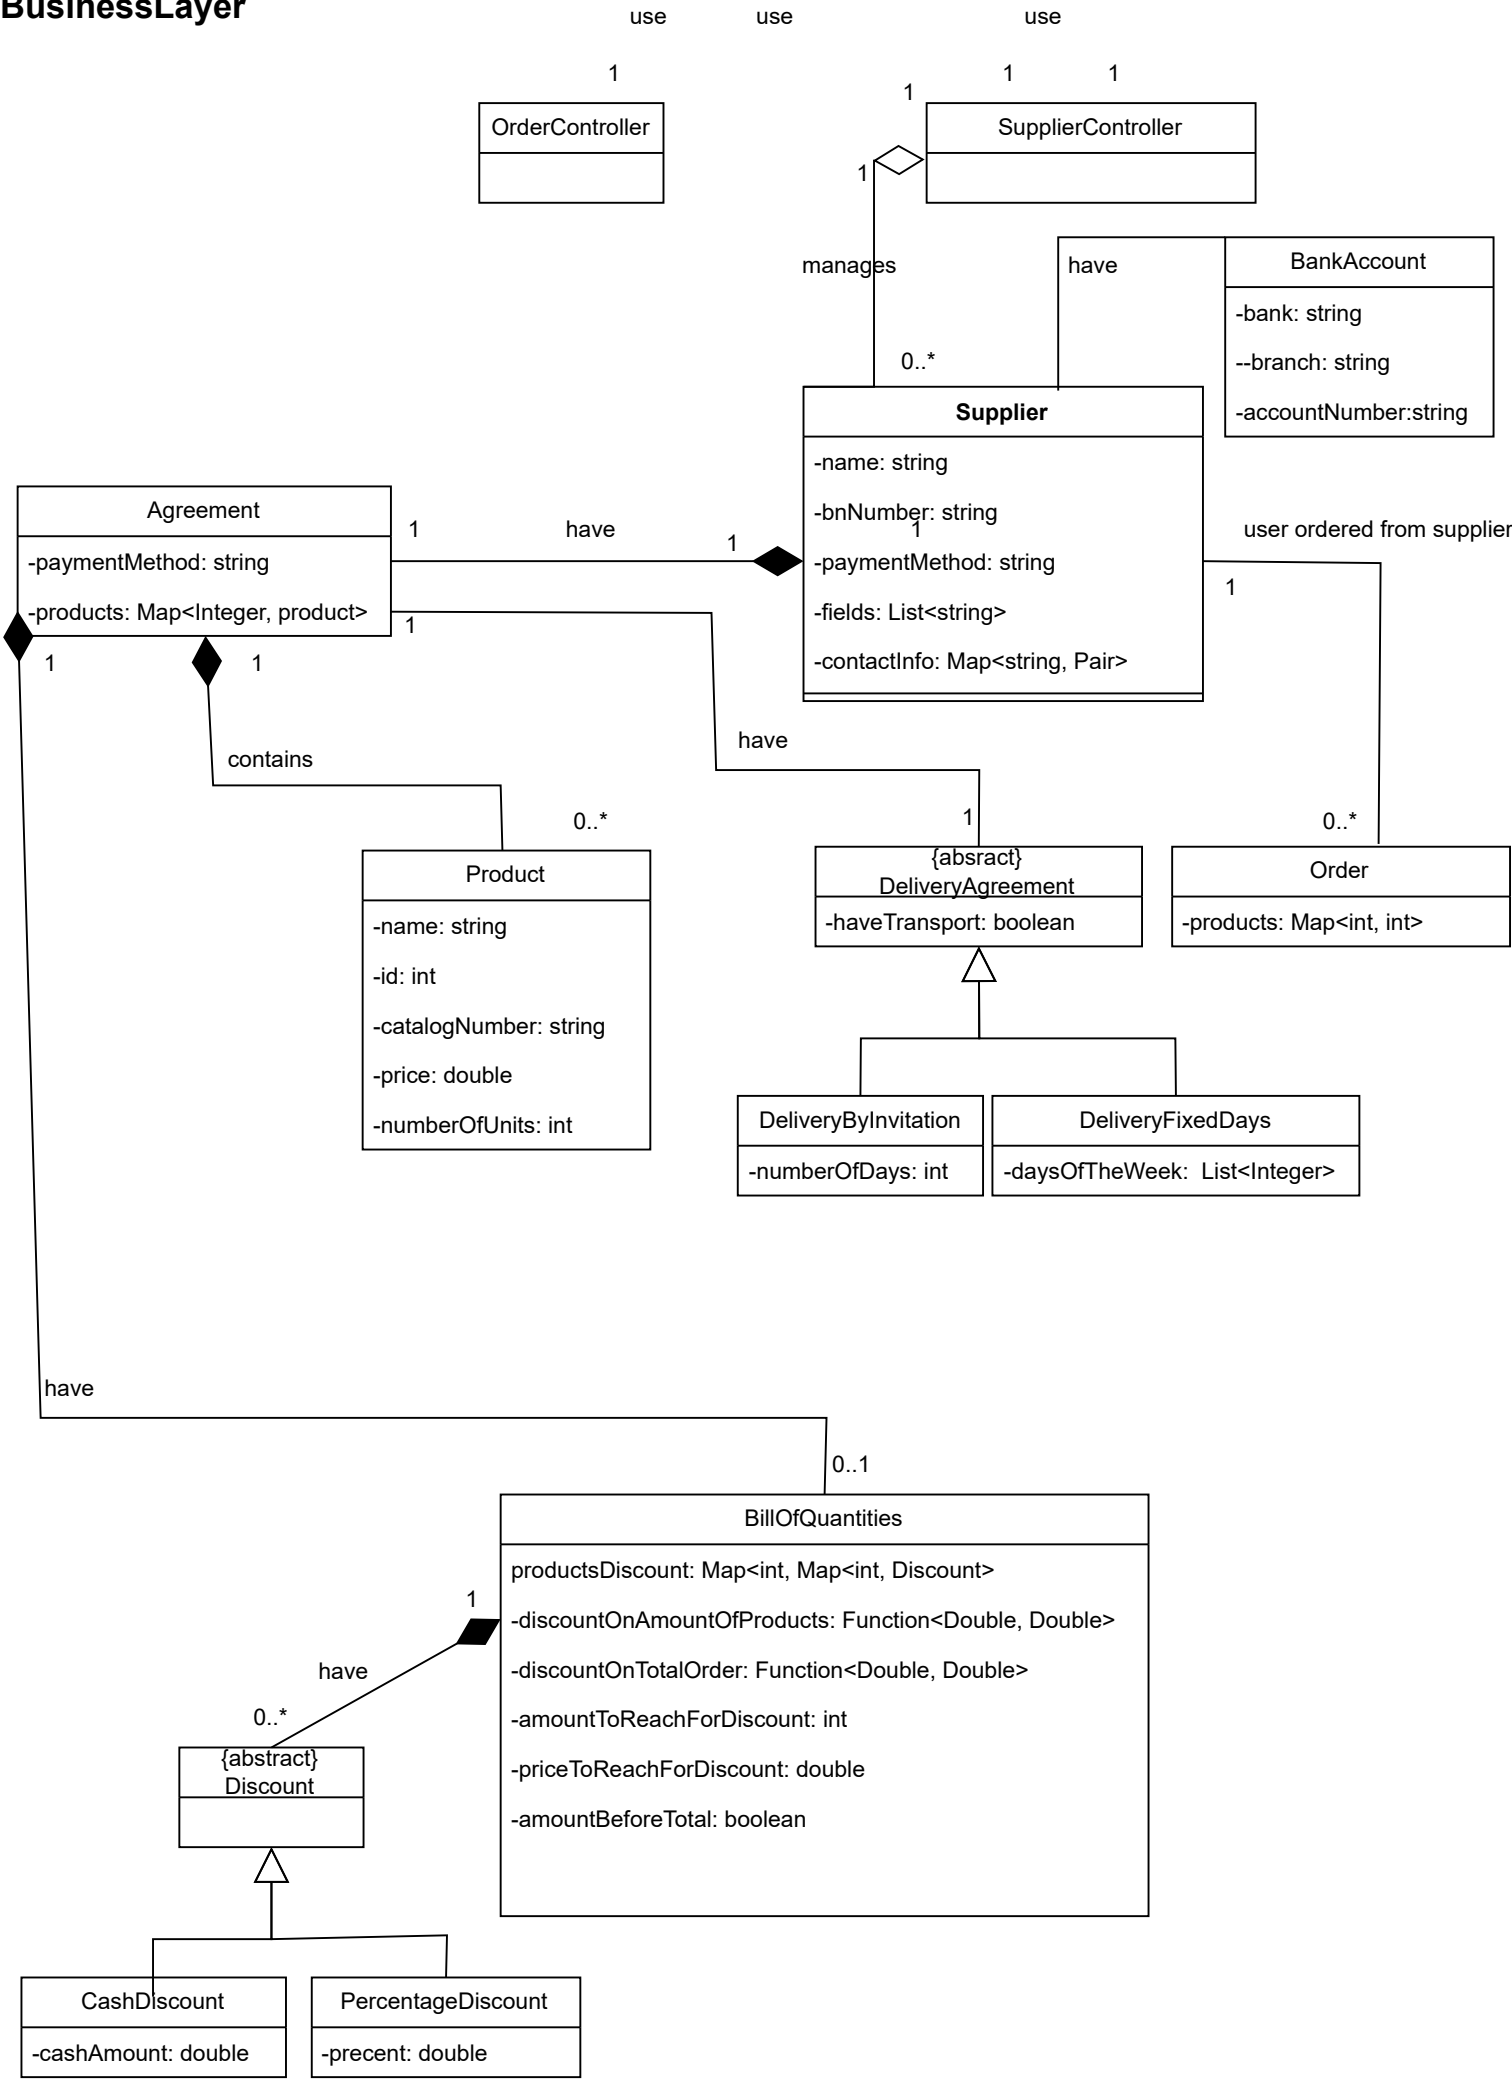 BusinessLayer
use
use
use
1
1
1
1
OrderController
SupplierController
1
manages
have
BankAccount
-bank: string
--branch: string
-accountNumber:string
0..*
Supplier
-name: string
-bnNumber: string
1
-paymentMethod: string
-fields: List<string>
-contactInfo: Map<string, Pair>
Agreement
-paymentMethod: string
-products: Map<Integer, product>
1
have
1
user ordered from supplier
1
1
1
1
contains
have
0..*
1
0..*
Product
-name: string
-id: int
-catalogNumber: string
-price: double
-numberOfUnits: int
{absract}
DeliveryAgreement
-haveTransport: boolean
Order
-products: Map<int, int>
DeliveryByInvitation
-numberOfDays: int
DeliveryFixedDays
-daysOfTheWeek:  List<Integer>
have
0..1
BillOfQuantities
productsDiscount: Map<int, Map<int, Discount>
-discountOnAmountOfProducts: Function<Double, Double>
-discountOnTotalOrder: Function<Double, Double>
-amountToReachForDiscount: int
-priceToReachForDiscount: double
-amountBeforeTotal: boolean
1
have
0..*
{abstract}
Discount
CashDiscount
-cashAmount: double
PercentageDiscount
-precent: double